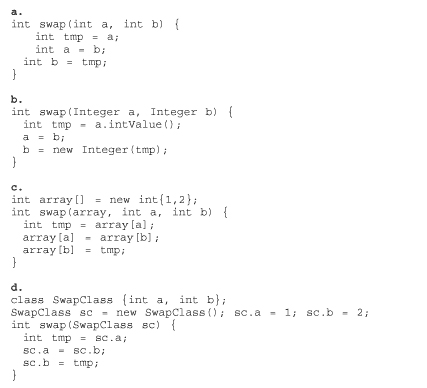 a.
int swap(int a, int b) {
int tmp = a;
int a = b;
int b = tmp;
}
b.
int swap(Integer a, Integer b) {
int tmp = a.intValue();
a = b;
b = new Integer(tmp);
}
c.
int array[] = new int{1,2};
int swap(array, int a, int b) {
int tmp = array[a];
array[a] = array[b];
array[b] = tmp;
}
d.
class SwapClass {int a, int b};
SwapClass sc = new SwapClass(); sc.a = 1; sc.b = 2;
int swap(SwapClass sc) {
int tmp = sc.a;
sc.a = sc.b;
sc.b = tmp;
}